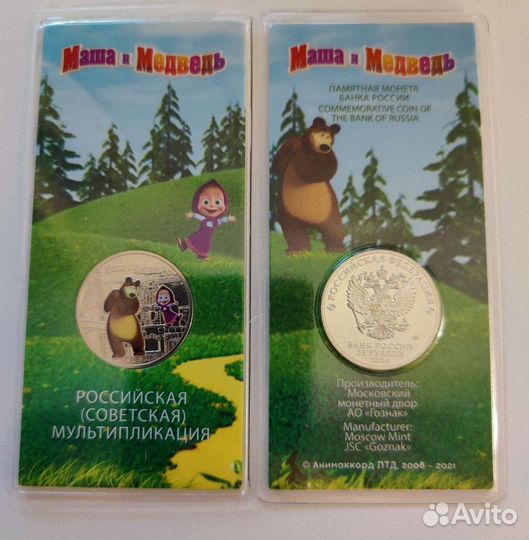 Маша и Медведь
РОССИЙСКАЯ
(СОВЕТСКАЯ)
МУЛЬТИПЛИКАЦИЯ
Маша и Медведь
ПАМЯТНАЯ МОНЕТА
БАНКА РОССИИ
COMMEMORATIVE COIN OF
THE BANK OF RUSSIA
РОССИЙСКАЯ ФЕДЕРАЦИЯ
БАНК РОССИИ
25 РУБЛЕЙ
Производитель:
Московский
монетный двор
АО «Гознак»
Manufacturer:
Moscow Mint
JSC «Goznak»
© Анимаккорд ЛТД, 2008 - 2021
Avito